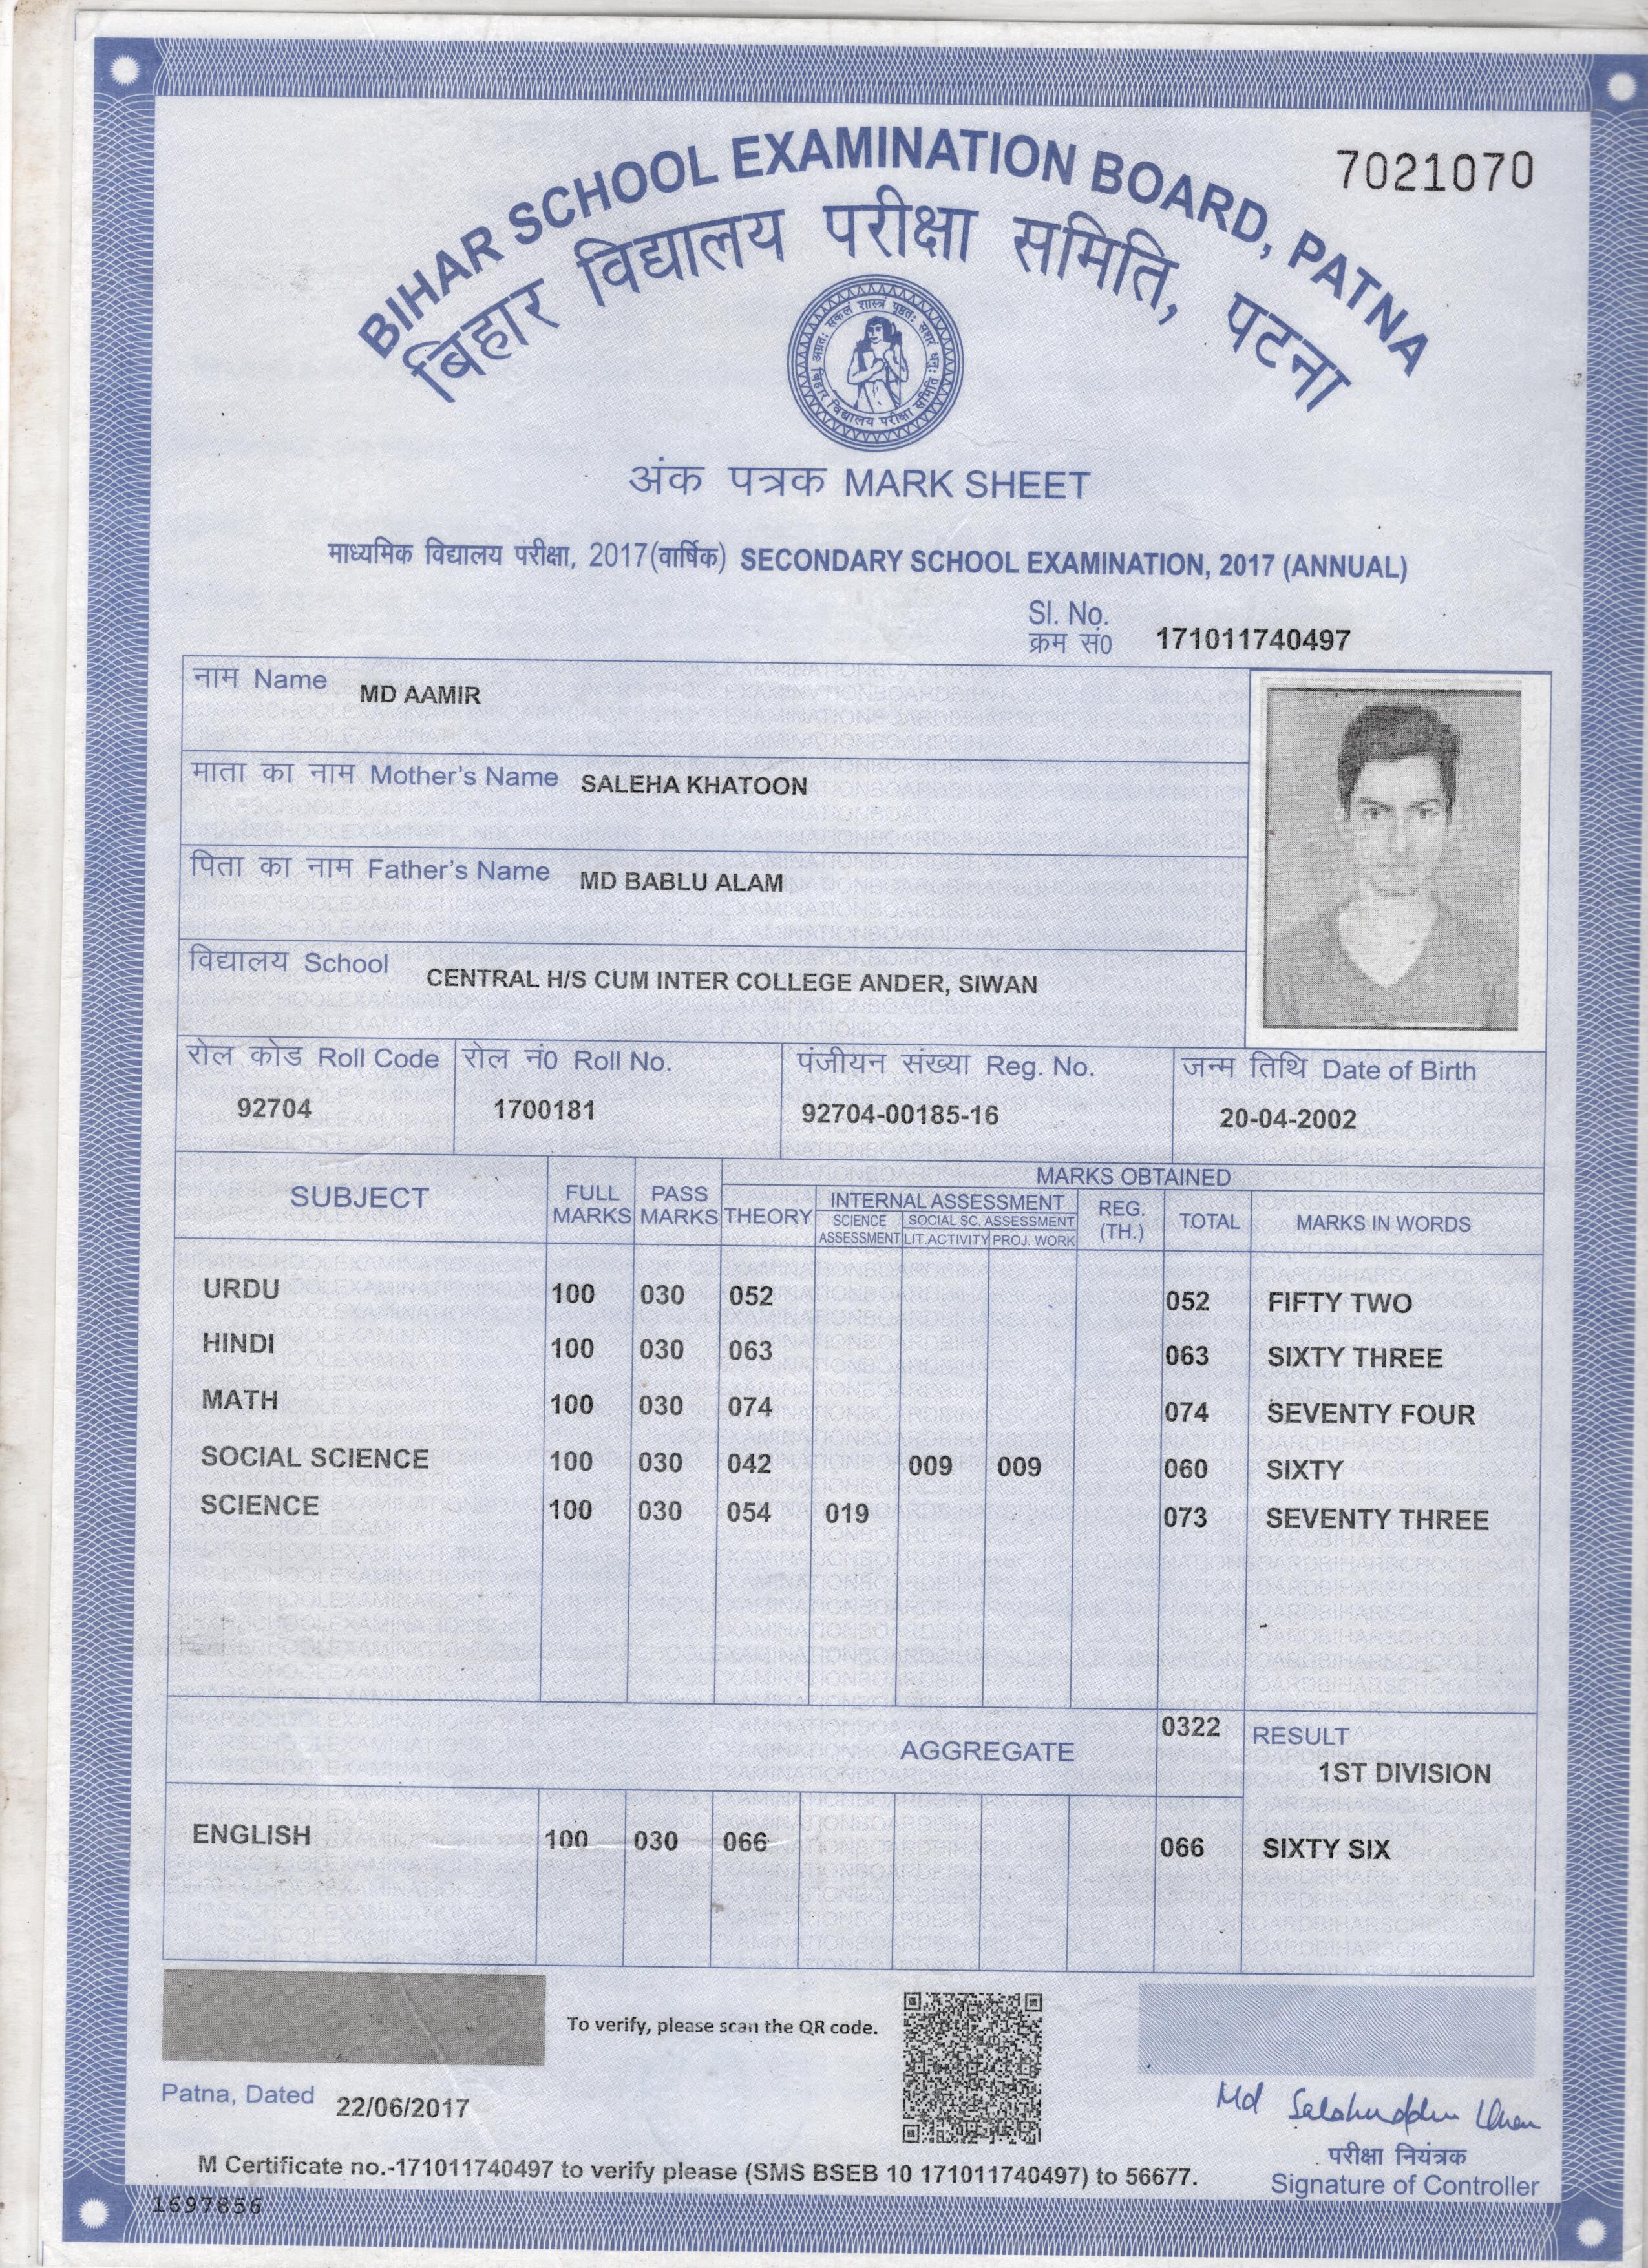 7021070
BIHAR SCHOOL EXAMINATION BOARD, PATNA
बिहार विद्यालय परीक्षा समिति, पटना
बिहार विद्यालय परीक्षा समिति
अंक पत्रक MARK SHEET
माध्यमिक विद्यालय परीक्षा, 2017(वार्षिक) SECONDARY SCHOOL EXAMINATION, 2017 (ANNUAL)
Sl. No.
क्रम सं0 171011740497
नाम Name MD AAMIR
माता का नाम Mother's Name SALEHA KHATOON
पिता का नाम Father's Name MD BABLU ALAM
विद्यालय School CENTRAL H/S CUM INTER COLLEGE ANDER, SIWAN
रोल कोड Roll Code रोल नं0 Roll No. पंजीयन संख्या Reg. No. जन्म तिथि Date of Birth
92704 1700181 92704-00185-16 20-04-2002
SUBJECT FULL MARKS PASS MARKS MARKS OBTAINED
THEORY INTERNAL ASSESSMENT REG. (TH.) TOTAL MARKS IN WORDS
SCIENCE ASSESSMENT SOCIAL SC. ASSESSMENT
LIT.ACTIVITY PROJ. WORK
URDU 100 030 052 052 FIFTY TWO
HINDI 100 030 063 063 SIXTY THREE
MATH 100 030 074 074 SEVENTY FOUR
SOCIAL SCIENCE 100 030 042 009 009 060 SIXTY
SCIENCE 100 030 054 019 073 SEVENTY THREE
AGGREGATE 0322 RESULT
1ST DIVISION
ENGLISH 100 030 066 066 SIXTY SIX
To verify, please scan the QR code.
Patna, Dated 22/06/2017
Md Salahuddin Khan
परीक्षा नियंत्रक
Signature of Controller
M Certificate no.-171011740497 to verify please (SMS BSEB 10 171011740497) to 56677.
1697856